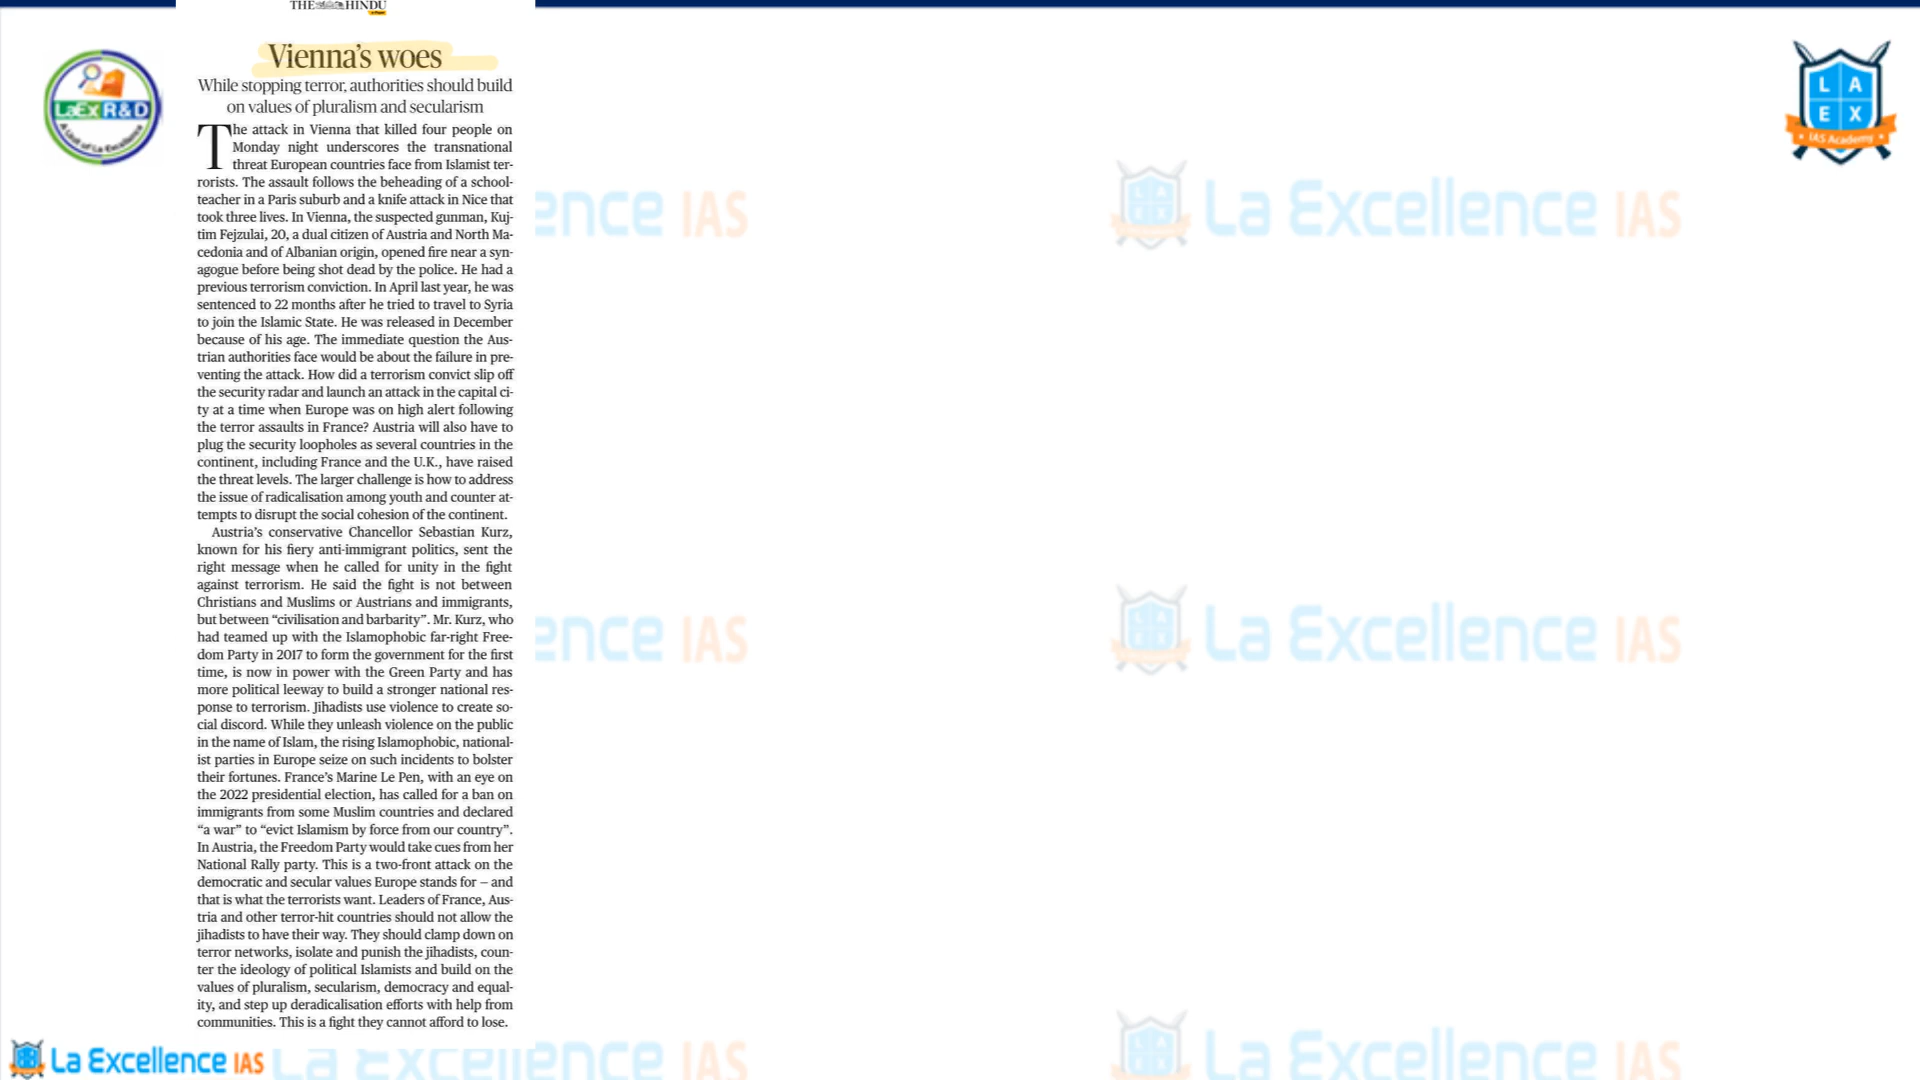 THE HINDU
Vienna's woes
While stopping terror, authorities should build
on values of pluralism and secularism
The attack in Vienna that killed four people on
Monday night underscores the transnational
threat European countries face from Islamist ter-
rorists. The assault follows the beheading of a school-
teacher in a Paris suburb and a knife attack in Nice that
took three lives. In Vienna, the suspected gunman, Kuj-
tim Fejzulai, 20, a dual citizen of Austria and North Ma-
cedonia and of Albanian origin, opened fire near a syn-
agogue before being shot dead by the police. He had a
previous terrorism conviction. In April last year, he was
sentenced to 22 months after he tried to travel to Syria
to join the Islamic State. He was released in December
because of his age. The immediate question the Aus-
trian authorities face would be about the failure in pre-
venting the attack. How did a terrorism convict slip off
the security radar and launch an attack in the capital ci-
ty at a time when Europe was on high alert following
the terror assaults in France? Austria will also have to
plug the security loopholes as several countries in the
continent, including France and the U.K., have raised
the threat levels. The larger challenge is how to address
the issue of radicalisation among youth and counter at-
tempts to disrupt the social cohesion of the continent.
Austria's conservative Chancellor Sebastian Kurz,
known for his fiery anti-immigrant politics, sent the
right message when he called for unity in the fight
against terrorism. He said the fight is not between
Christians and Muslims or Austrians and immigrants,
but between “civilisation and barbarity”. Mr. Kurz, who
had teamed up with the Islamophobic far-right Free-
dom Party in 2017 to form the government for the first
time, is now in power with the Green Party and has
more political leeway to build a stronger national res-
ponse to terrorism. Jihadists use violence to create so-
cial discord. While they unleash violence on the public
in the name of Islam, the rising Islamophobic, national-
ist parties in Europe seize on such incidents to bolster
their fortunes. France's Marine Le Pen, with an eye on
the 2022 presidential election, has called for a ban on
immigrants from some Muslim countries and declared
“a war” to “evict Islamism by force from our country”.
In Austria, the Freedom Party would take cues from her
National Rally party. This is a two-front attack on the
democratic and secular values Europe stands for – and
that is what the terrorists want. Leaders of France, Aus-
tria and other terror-hit countries should not allow the
jihadists to have their way. They should clamp down on
terror networks, isolate and punish the jihadists, coun-
ter the ideology of political Islamists and build on the
values of pluralism, secularism, democracy and equal-
ity, and step up deradicalisation efforts with help from
communities. This is a fight they cannot afford to lose.
LaEx R&D
A Unit of La Excellence
L A
E X
IAS Academy
ence IAS
La Excellence IAS
ence IAS
La Excellence IAS
La Excellence IAS
La Excellence IAS
La Excellence IAS